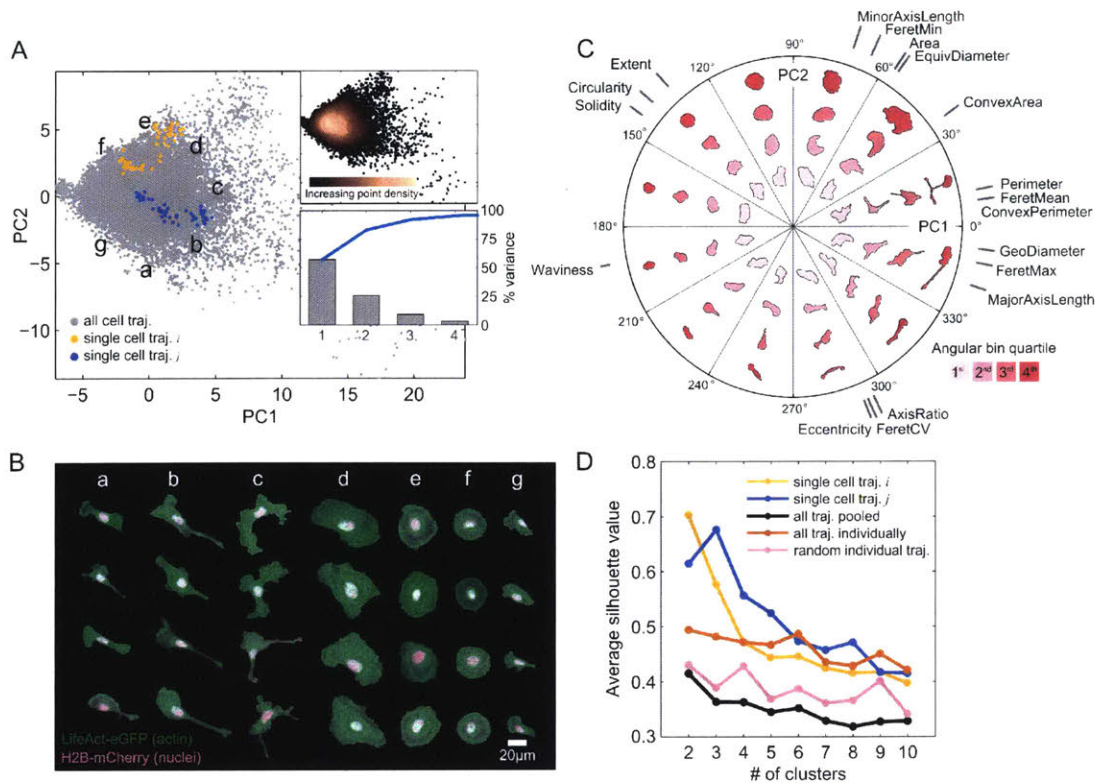 A
PC2
5
0
-5
-10
e
d
f
c
g
b
a
all cell traj.
single cell traj. i
single cell traj. j
-5
0
5
10
15
20
PC1
Increasing point density
100
75
50
25
0
% variance
1
2
3
4
C
MinorAxisLength
FeretMin
Area
EquivDiameter
ConvexArea
Extent
Circularity
Solidity
Waviness
90°
60°
30°
0°
330°
300°
270°
240°
210°
180°
150°
120°
PC2
PC1
Perimeter
FeretMean
ConvexPerimeter
GeoDiameter
FeretMax
MajorAxisLength
Angular bin quartile
1st 2nd 3rd 4th
AxisRatio
Eccentricity FeretCV
B
a b c d e f g
LifeAct-eGFP (actin)
H2B-mCherry (nuclei)
20µm
D
Average silhouette value
0.8
0.7
0.6
0.5
0.4
0.3
single cell traj. i
single cell traj. j
all traj. pooled
all traj. individually
random individual traj.
2 3 4 5 6 7 8 9 10
# of clusters